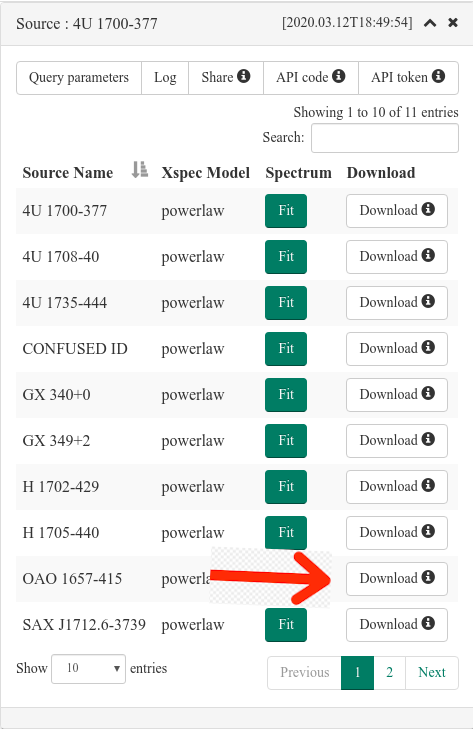 Source : 4U 1700-377 [2020.03.12T18:49:54]
Query parameters Log Share API code API token
Showing 1 to 10 of 11 entries
Search:
Source Name Xspec Model Spectrum Download
4U 1700-377 powerlaw Fit Download
4U 1708-40 powerlaw Fit Download
4U 1735-444 powerlaw Fit Download
CONFUSED ID powerlaw Fit Download
GX 340+0 powerlaw Fit Download
GX 349+2 powerlaw Fit Download
H 1702-429 powerlaw Fit Download
H 1705-440 powerlaw Fit Download
OAO 1657-415 Download
SAX J1712.6-3739 powerlaw Fit Download
Show 10 entries Previous 1 2 Next